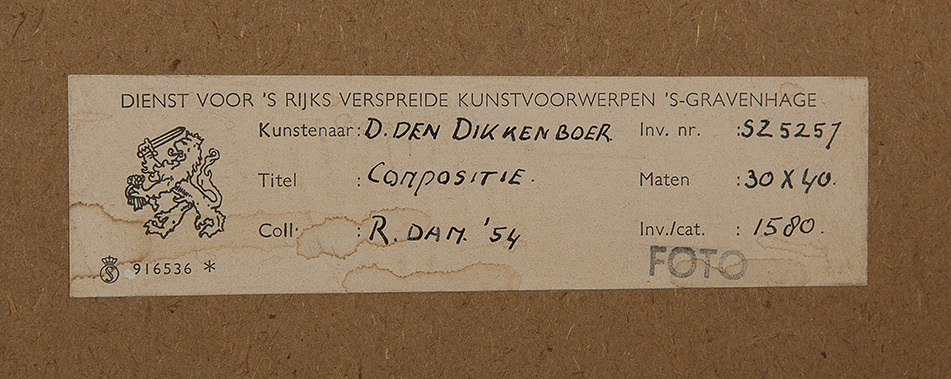 DIENST VOOR 'S RIJKS VERSPREIDE KUNSTVOORWERPEN 'S-GRAVENHAGE
Kunstenaar: D. DEN DIKKENBOER Inv. nr. : SZ5257
Titel : COMPOSITIE. Maten : 30 X 40.
Coll. : R. DAM. '54 Inv./cat. : 1580.
FOTO
S 916536 *